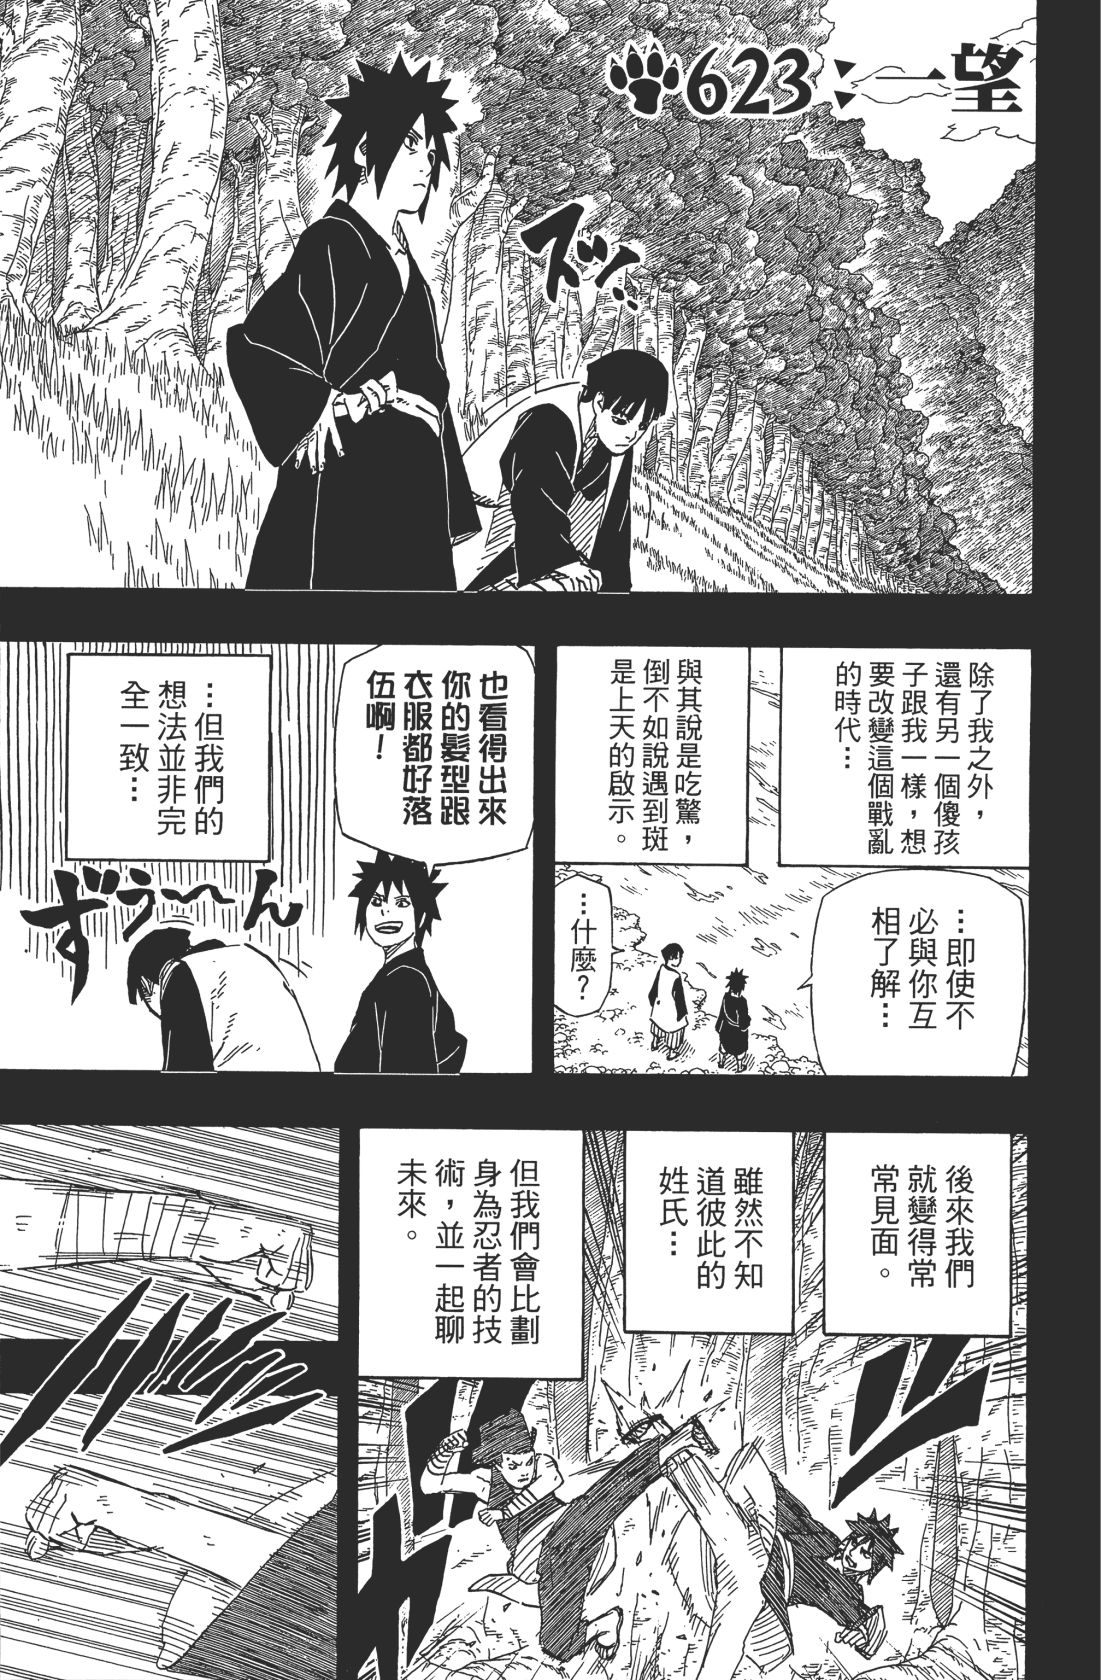 623：一望
ズッ…
除了我之外，
還有另一個傻孩
子跟我一樣，想
要改變這個戰亂
的時代…
與其說是吃驚，
倒不如說遇到斑
是上天的啟示。
…即使不
必與你互
相了解…
…什麼？
也看得出來
你的髮型跟
衣服都好落
伍啊！
…但我們的
想法並非完
全一致…
ずぅ〜ん
後來我們
就變得常
常見面。
雖然不知
道彼此的
姓氏…
但我們會比劃
身為忍者的技
術，並一起聊
未來。